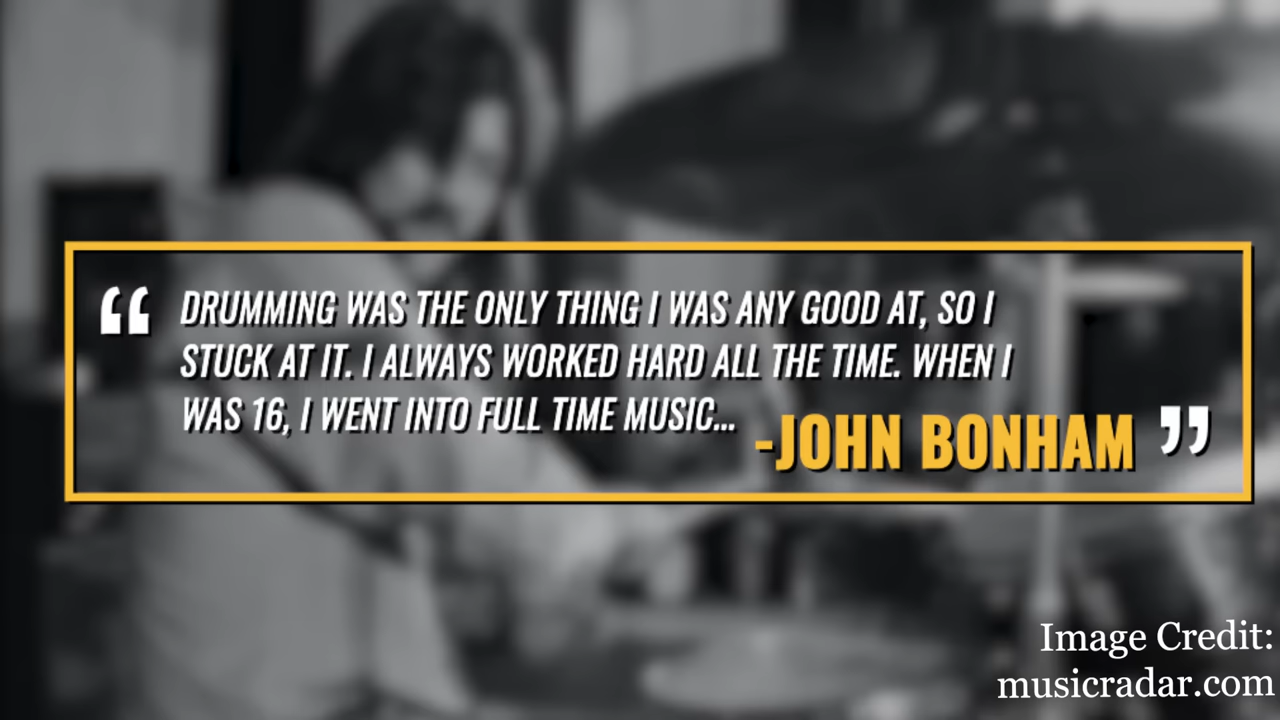 “ DRUMMING WAS THE ONLY THING I WAS ANY GOOD AT, SO I
STUCK AT IT. I ALWAYS WORKED HARD ALL THE TIME. WHEN I
WAS 16, I WENT INTO FULL TIME MUSIC...
-JOHN BONHAM ”
Image Credit:
musicradar.com